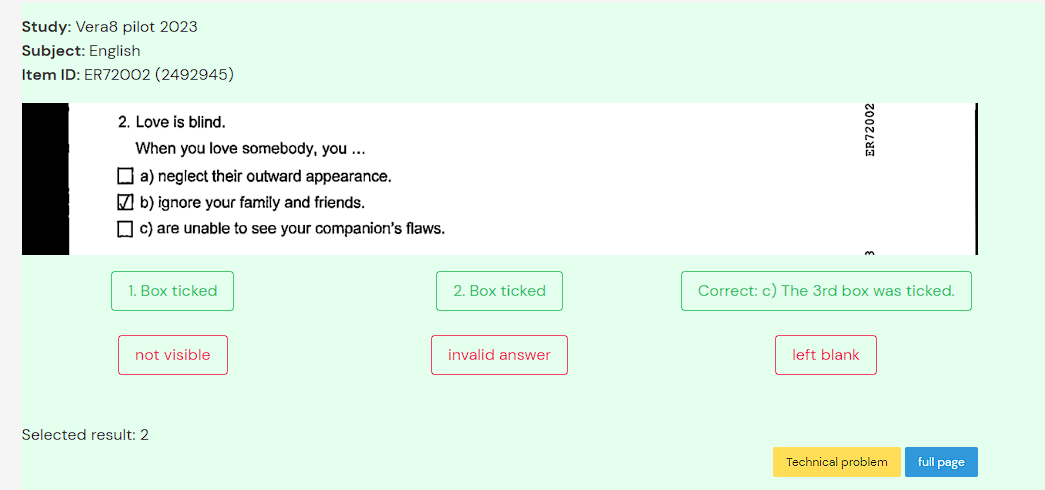 Study: Vera8 pilot 2023
Subject: English
Item ID: ER72002 (2492945)
2. Love is blind.
When you love somebody, you ...
a) neglect their outward appearance.
b) ignore your family and friends.
c) are unable to see your companion's flaws.
ER72002
1. Box ticked
2. Box ticked
Correct: c) The 3rd box was ticked.
not visible
invalid answer
left blank
Selected result: 2
Technical problem
full page